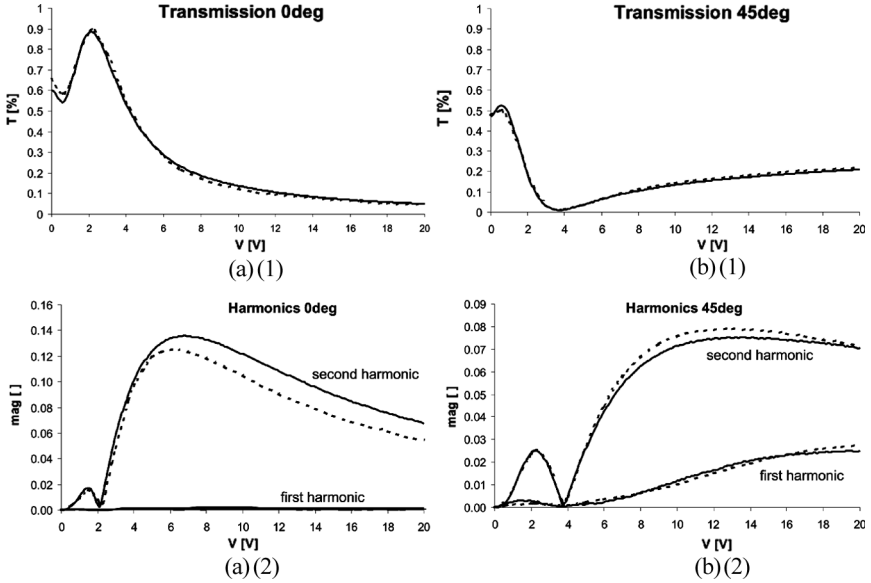 Transmission 0deg
T [%]
1
0.9
0.8
0.7
0.6
0.5
0.4
0.3
0.2
0.1
0
0 2 4 6 8 10 12 14 16 18 20
V [V]
(a) (1)
Transmission 45deg
T [%]
1
0.9
0.8
0.7
0.6
0.5
0.4
0.3
0.2
0.1
0
0 2 4 6 8 10 12 14 16 18 20
V [V]
(b) (1)
Harmonics 0deg
mag [ ]
0.16
0.14
0.12
0.10
0.08
0.06
0.04
0.02
0.00
second harmonic
first harmonic
0 2 4 6 8 10 12 14 16 18 20
V [V]
(a) (2)
Harmonics 45deg
mag [ ]
0.09
0.08
0.07
0.06
0.05
0.04
0.03
0.02
0.01
0.00
second harmonic
first harmonic
0 2 4 6 8 10 12 14 16 18 20
V [V]
(b) (2)